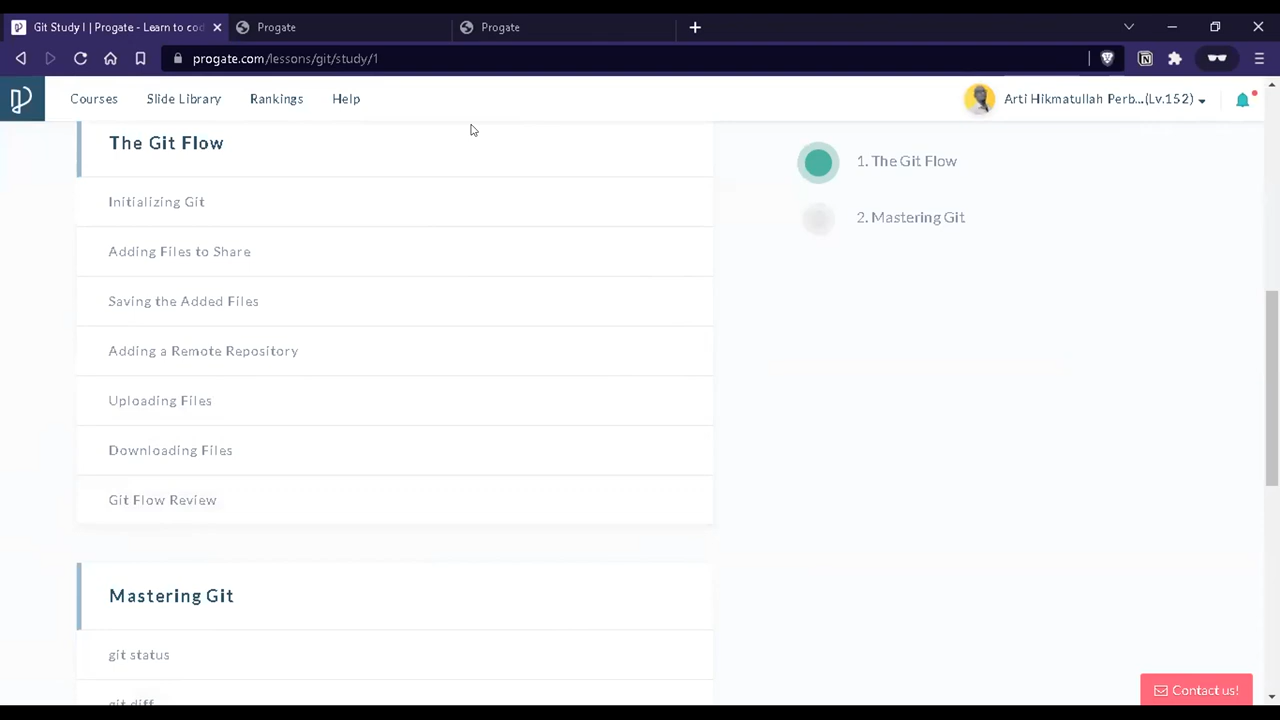 Git Study I | Progate - Learn to cod
Progate
Progate
progate.com/lessons/git/study/1
Courses
Slide Library
Rankings
Help
Arti Hikmatullah Perb...(Lv.152)
The Git Flow
Initializing Git
Adding Files to Share
Saving the Added Files
Adding a Remote Repository
Uploading Files
Downloading Files
Git Flow Review
Mastering Git
git status
git diff
1. The Git Flow
2. Mastering Git
Contact us!